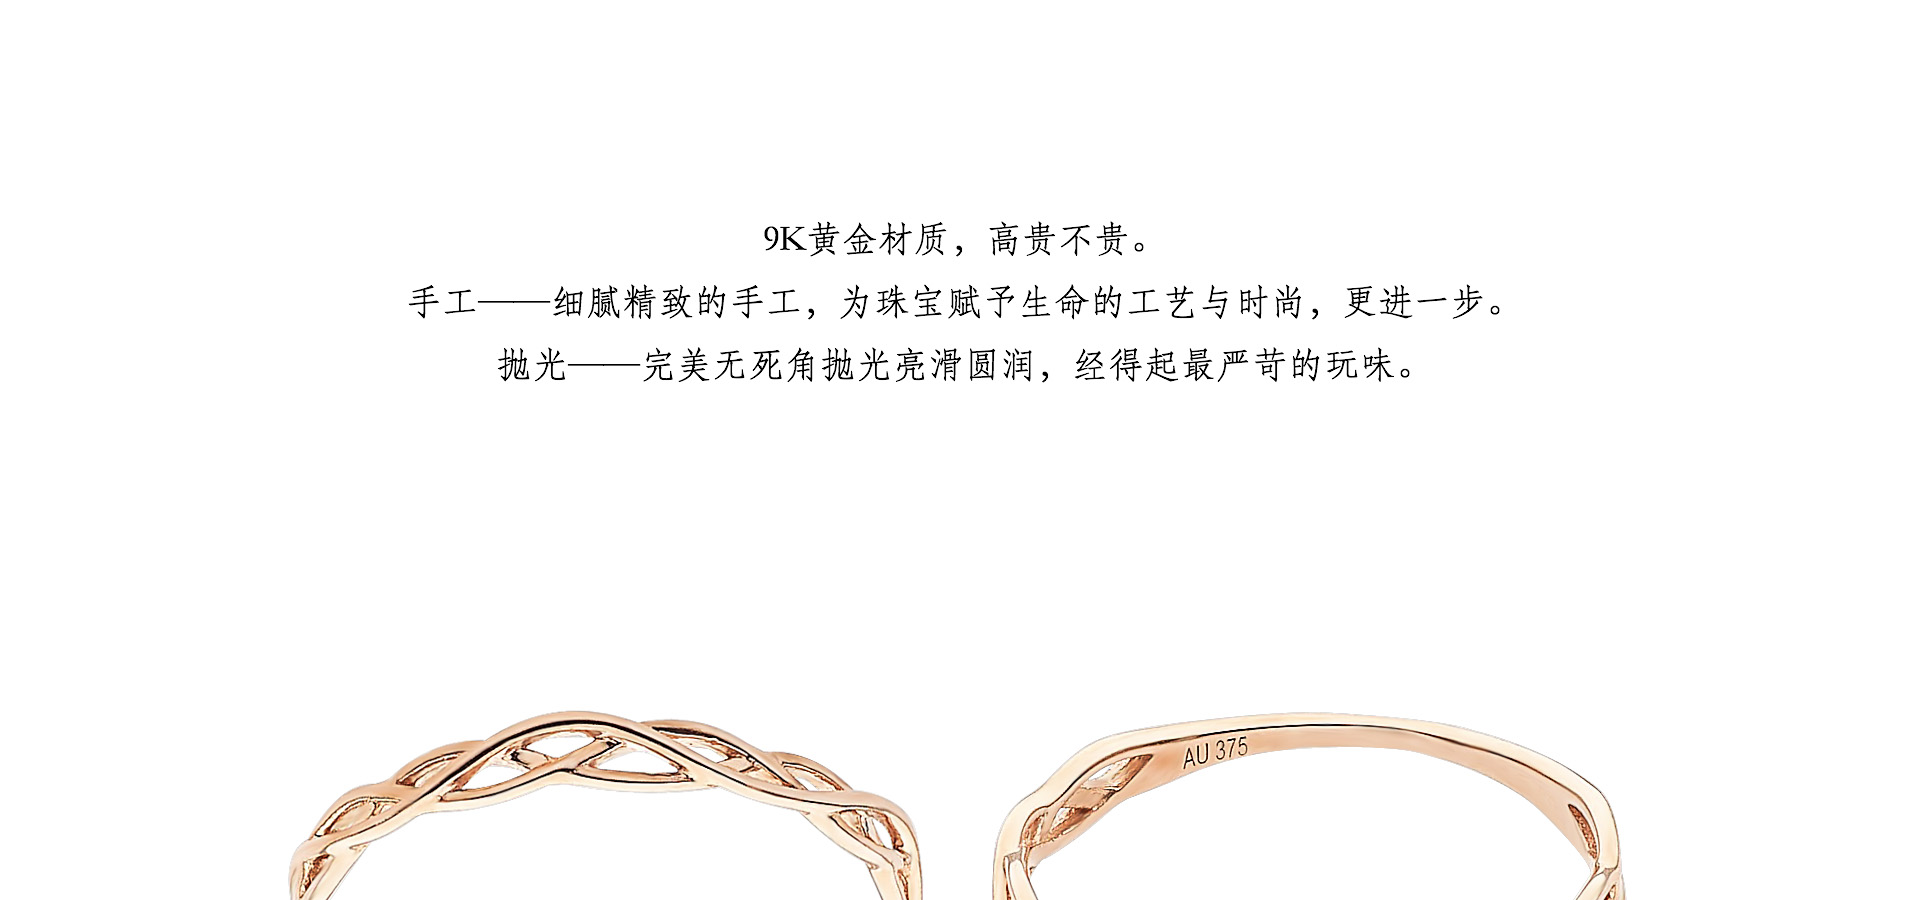 9K黄金材质，高贵不贵。
手工——细腻精致的手工，为珠宝赋予生命的工艺与时尚，更进一步。
抛光——完美无死角抛光亮滑圆润，经得起最严苛的玩味。
AU 375